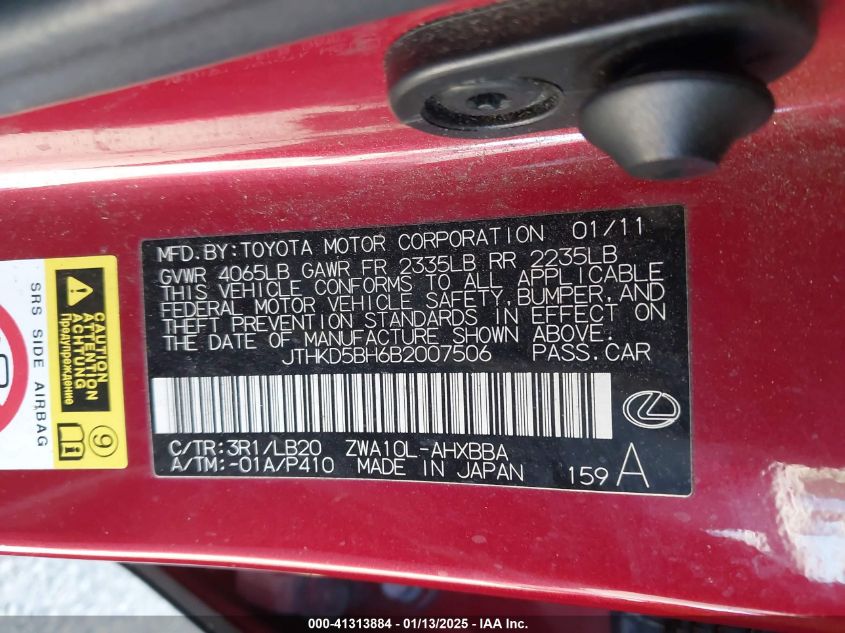 MFD. BY: TOYOTA MOTOR CORPORATION 01/11
GVWR 4065LB GAWR FR 2335LB RR 2235LB
THIS VEHICLE CONFORMS TO ALL APPLICABLE
FEDERAL MOTOR VEHICLE SAFETY, BUMPER, AND
THEFT PREVENTION STANDARDS IN EFFECT ON
THE DATE OF MANUFACTURE SHOWN ABOVE.
JTHKD5BH6B2007506 PASS. CAR
C/TR: 3R1/LB20 ZWA10L-AHXBBA
A/TM: -01A/P410 MADE IN JAPAN
159 A
SRS SIDE AIRBAG
CAUTION
ACHTUNG
Предупреждение
9
000-41313884 - 01/13/2025 - IAA Inc.